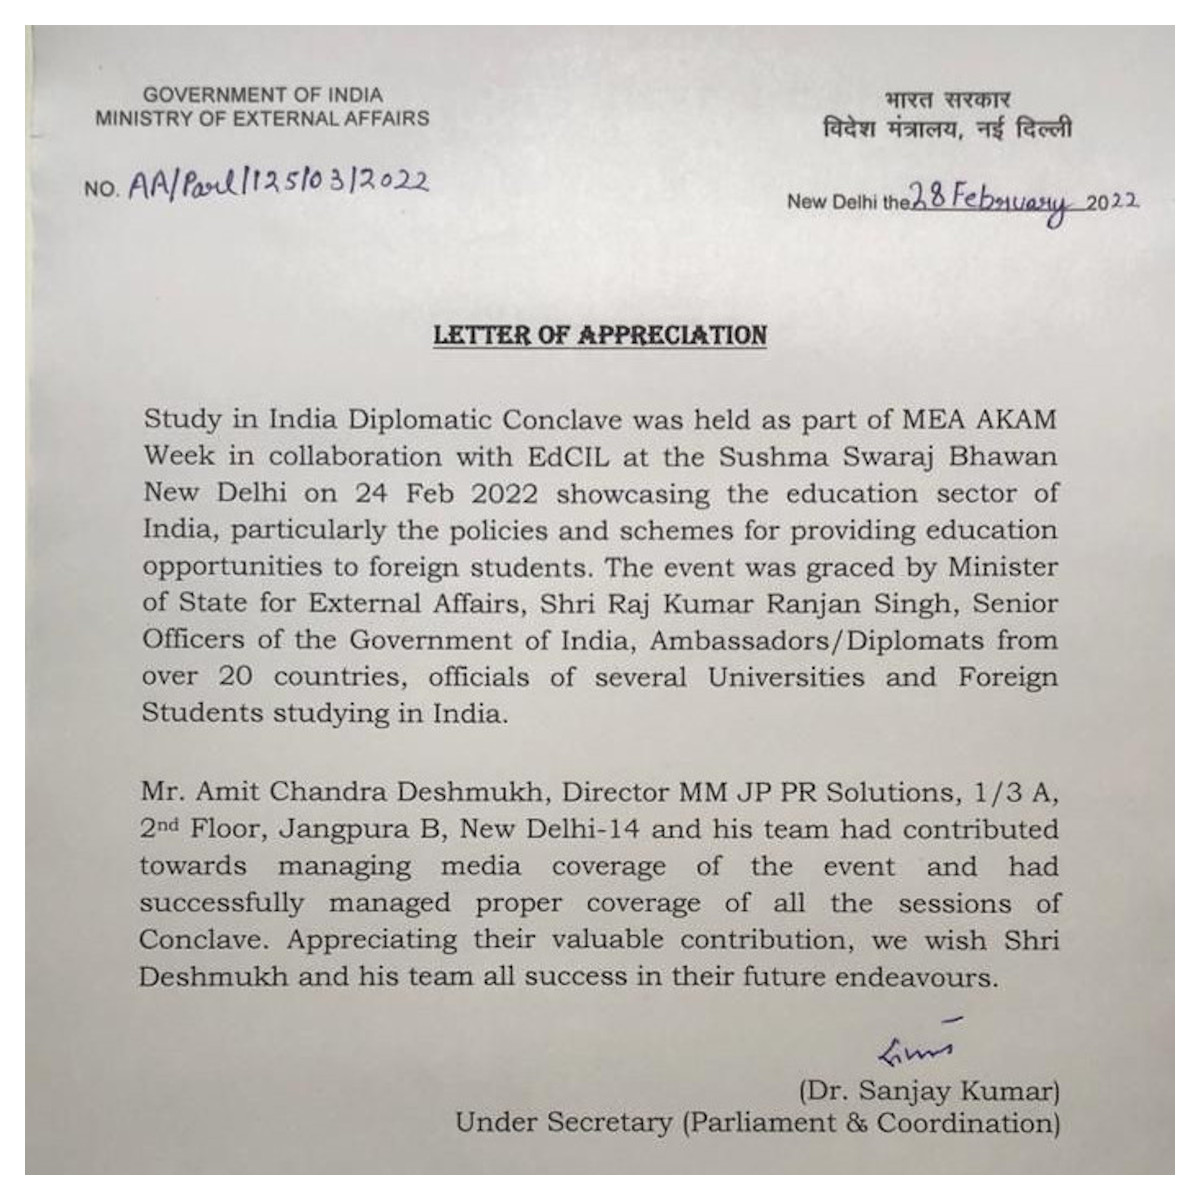 GOVERNMENT OF INDIA
MINISTRY OF EXTERNAL AFFAIRS
भारत सरकार
विदेश मंत्रालय, नई दिल्ली
NO. AA/Parl/125/03/2022
New Delhi the 28 February 2022
LETTER OF APPRECIATION
Study in India Diplomatic Conclave was held as part of MEA AKAM
Week in collaboration with EdCIL at the Sushma Swaraj Bhawan
New Delhi on 24 Feb 2022 showcasing the education sector of
India, particularly the policies and schemes for providing education
opportunities to foreign students. The event was graced by Minister
of State for External Affairs, Shri Raj Kumar Ranjan Singh, Senior
Officers of the Government of India, Ambassadors/Diplomats from
over 20 countries, officials of several Universities and Foreign
Students studying in India.
Mr. Amit Chandra Deshmukh, Director MM JP PR Solutions, 1/3 A,
2nd Floor, Jangpura B, New Delhi-14 and his team had contributed
towards managing media coverage of the event and had
successfully managed proper coverage of all the sessions of
Conclave. Appreciating their valuable contribution, we wish Shri
Deshmukh and his team all success in their future endeavours.
(Dr. Sanjay Kumar)
Under Secretary (Parliament & Coordination)